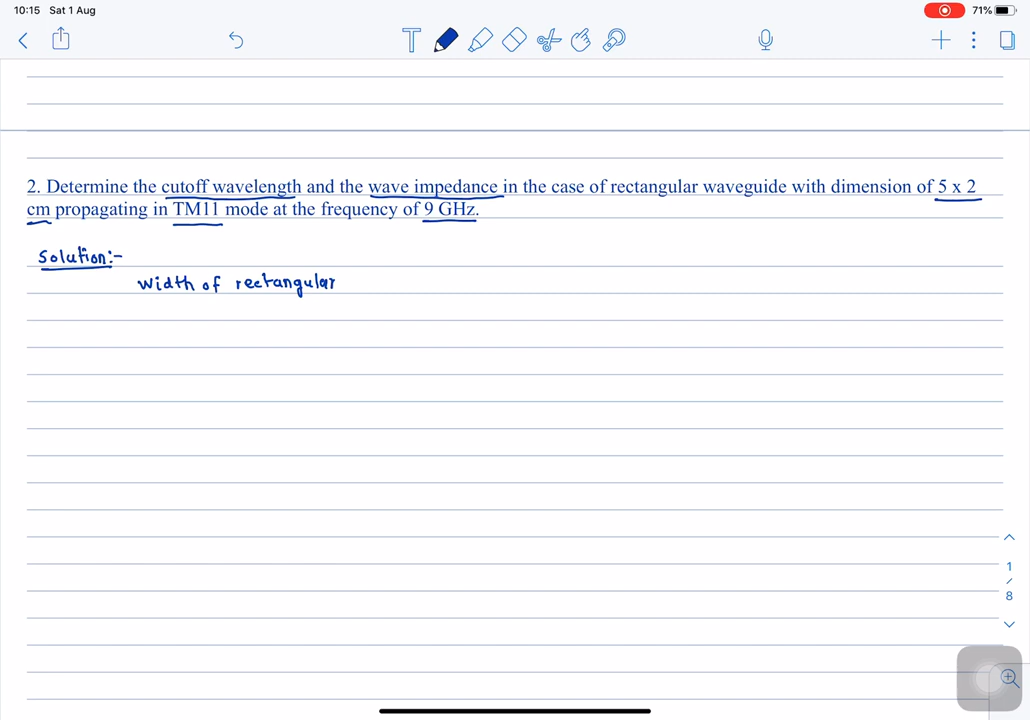 10:15 Sat 1 Aug
71%
T
2. Determine the cutoff wavelength and the wave impedance in the case of rectangular waveguide with dimension of 5 x 2
cm propagating in TM11 mode at the frequency of 9 GHz.
Solution:-
Width of rectangular
1
/
8